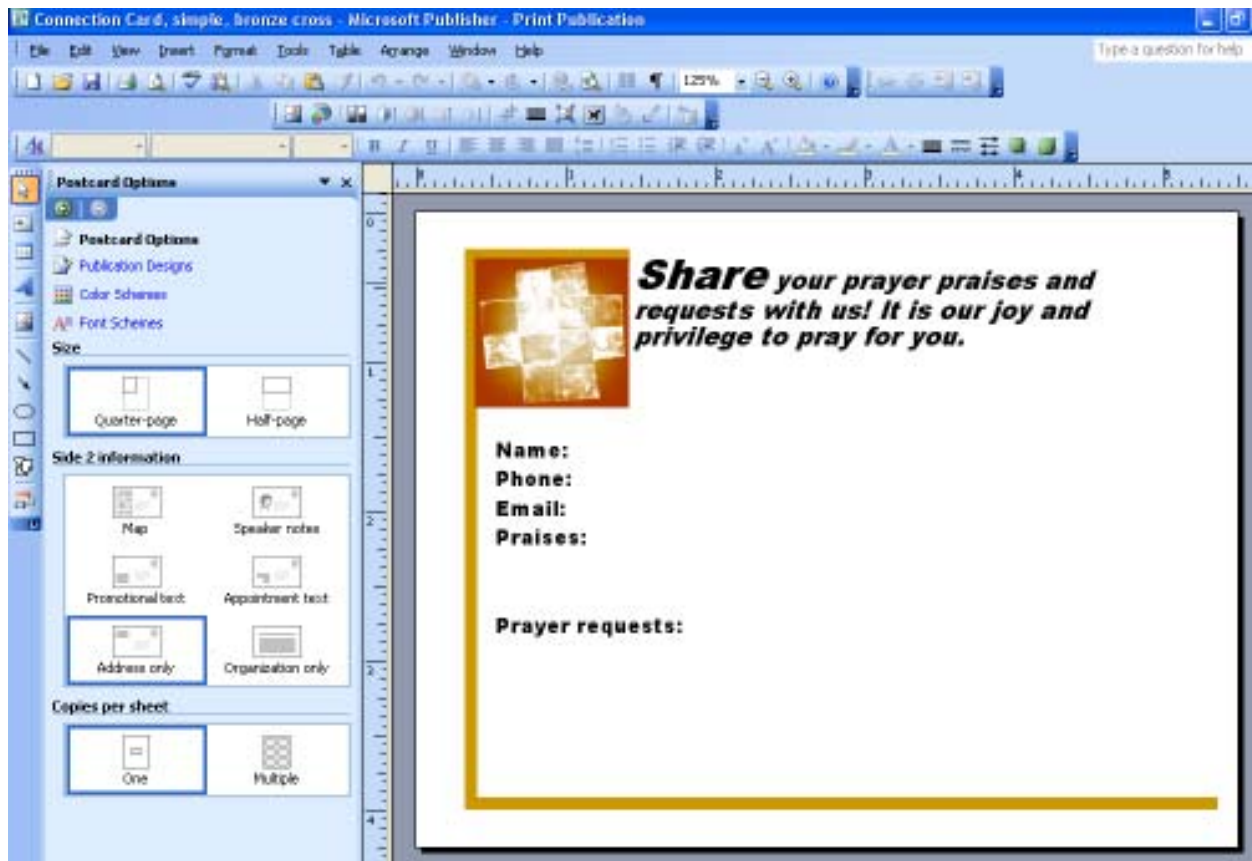 Connection Card, simple, bronze cross - Microsoft Publisher - Print Publication
File Edit View Insert Format Tools Table Arrange Window Help
Type a question for help
125%
B I U
Postcard Options
Postcard Options
Publication Designs
Color Schemes
Font Schemes
Size
Quarter-page Half-page
Side 2 information
Map Speaker notes
Promotional text Appointment text
Address only Organization only
Copies per sheet
One Multiple
Share your prayer praises and
requests with us! It is our joy and
privilege to pray for you.
Name:
Phone:
Email:
Praises:
Prayer requests: